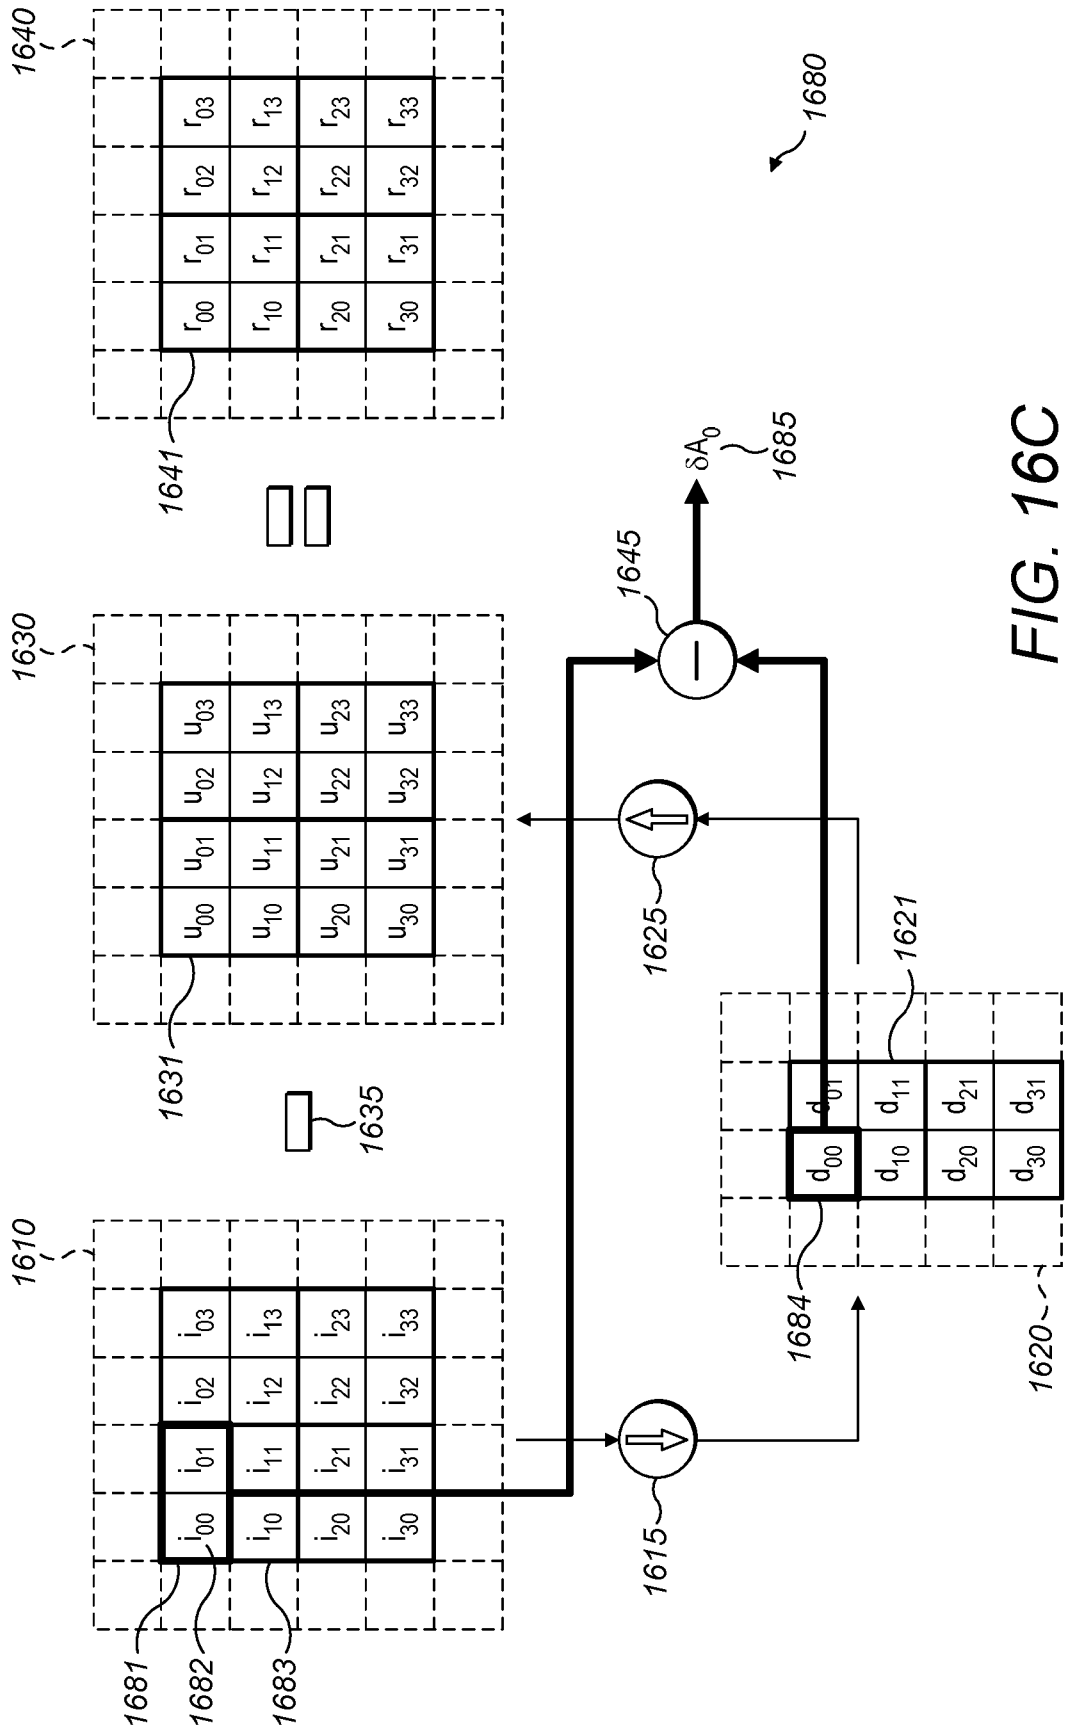 1610
1630
1640
i₀₀ i₀₁ i₀₂ i₀₃
i₁₀ i₁₁ i₁₂ i₁₃
i₂₀ i₂₁ i₂₂ i₂₃
i₃₀ i₃₁ i₃₂ i₃₃
1681
1682
1683
1635
u₀₀ u₀₁ u₀₂ u₀₃
u₁₀ u₁₁ u₁₂ u₁₃
u₂₀ u₂₁ u₂₂ u₂₃
u₃₀ u₃₁ u₃₂ u₃₃
1631
r₀₀ r₀₁ r₀₂ r₀₃
r₁₀ r₁₁ r₁₂ r₁₃
r₂₀ r₂₁ r₂₂ r₂₃
r₃₀ r₃₁ r₃₂ r₃₃
1641
1615
1625
1645
δA₀
1685
1680
1684
d₀₀ d₀₁
d₁₀ d₁₁
d₂₀ d₂₁
d₃₀ d₃₁
1621
1620
FIG. 16C